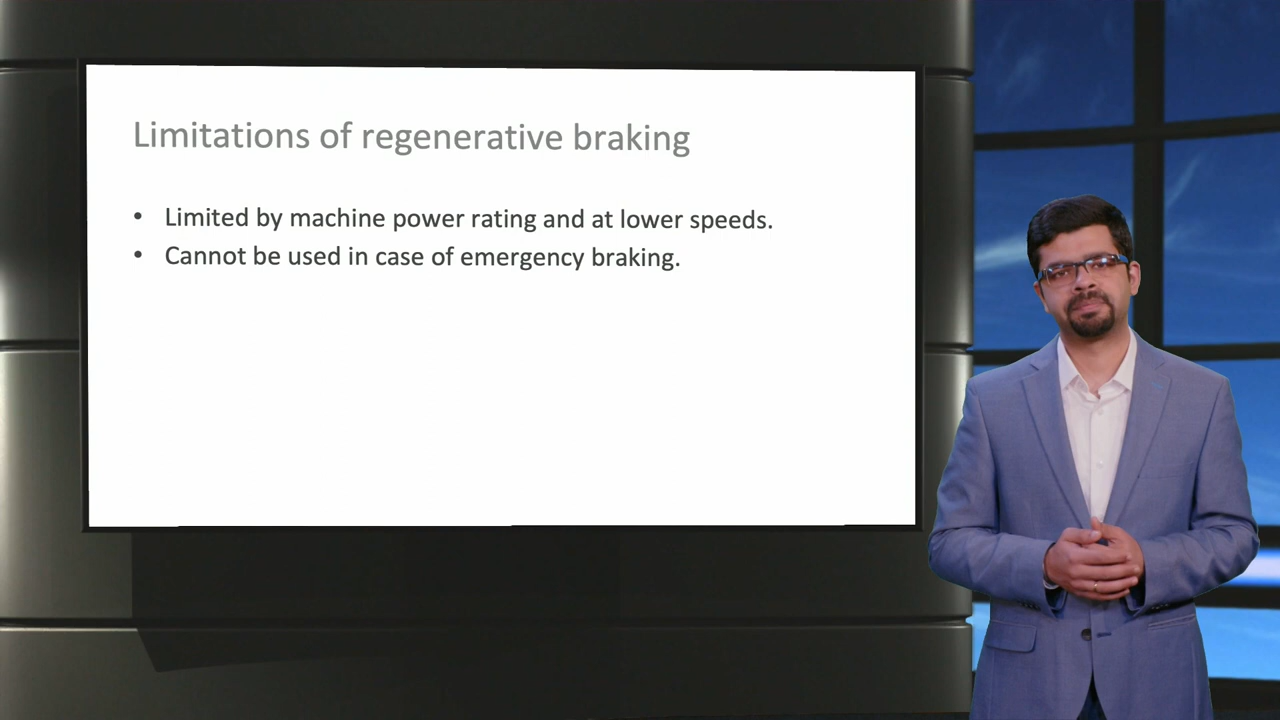 Limitations of regenerative braking
• Limited by machine power rating and at lower speeds.
• Cannot be used in case of emergency braking.